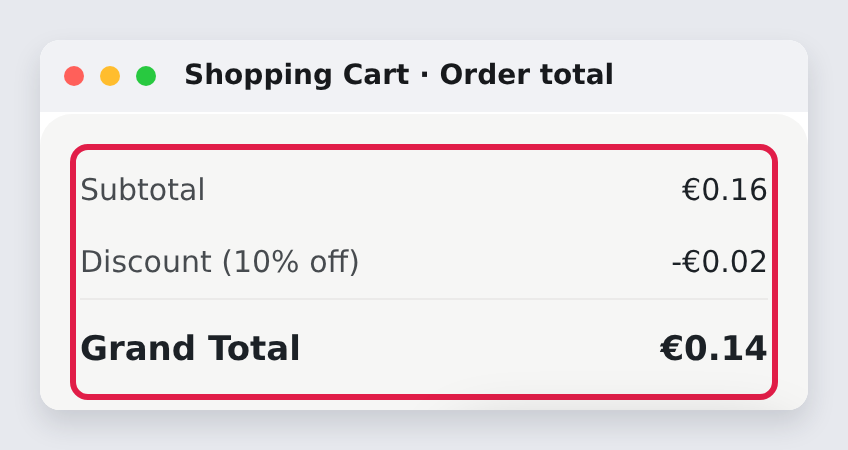 Shopping Cart · Order total
Subtotal €0.16
Discount (10% off) -€0.02
Grand Total €0.14